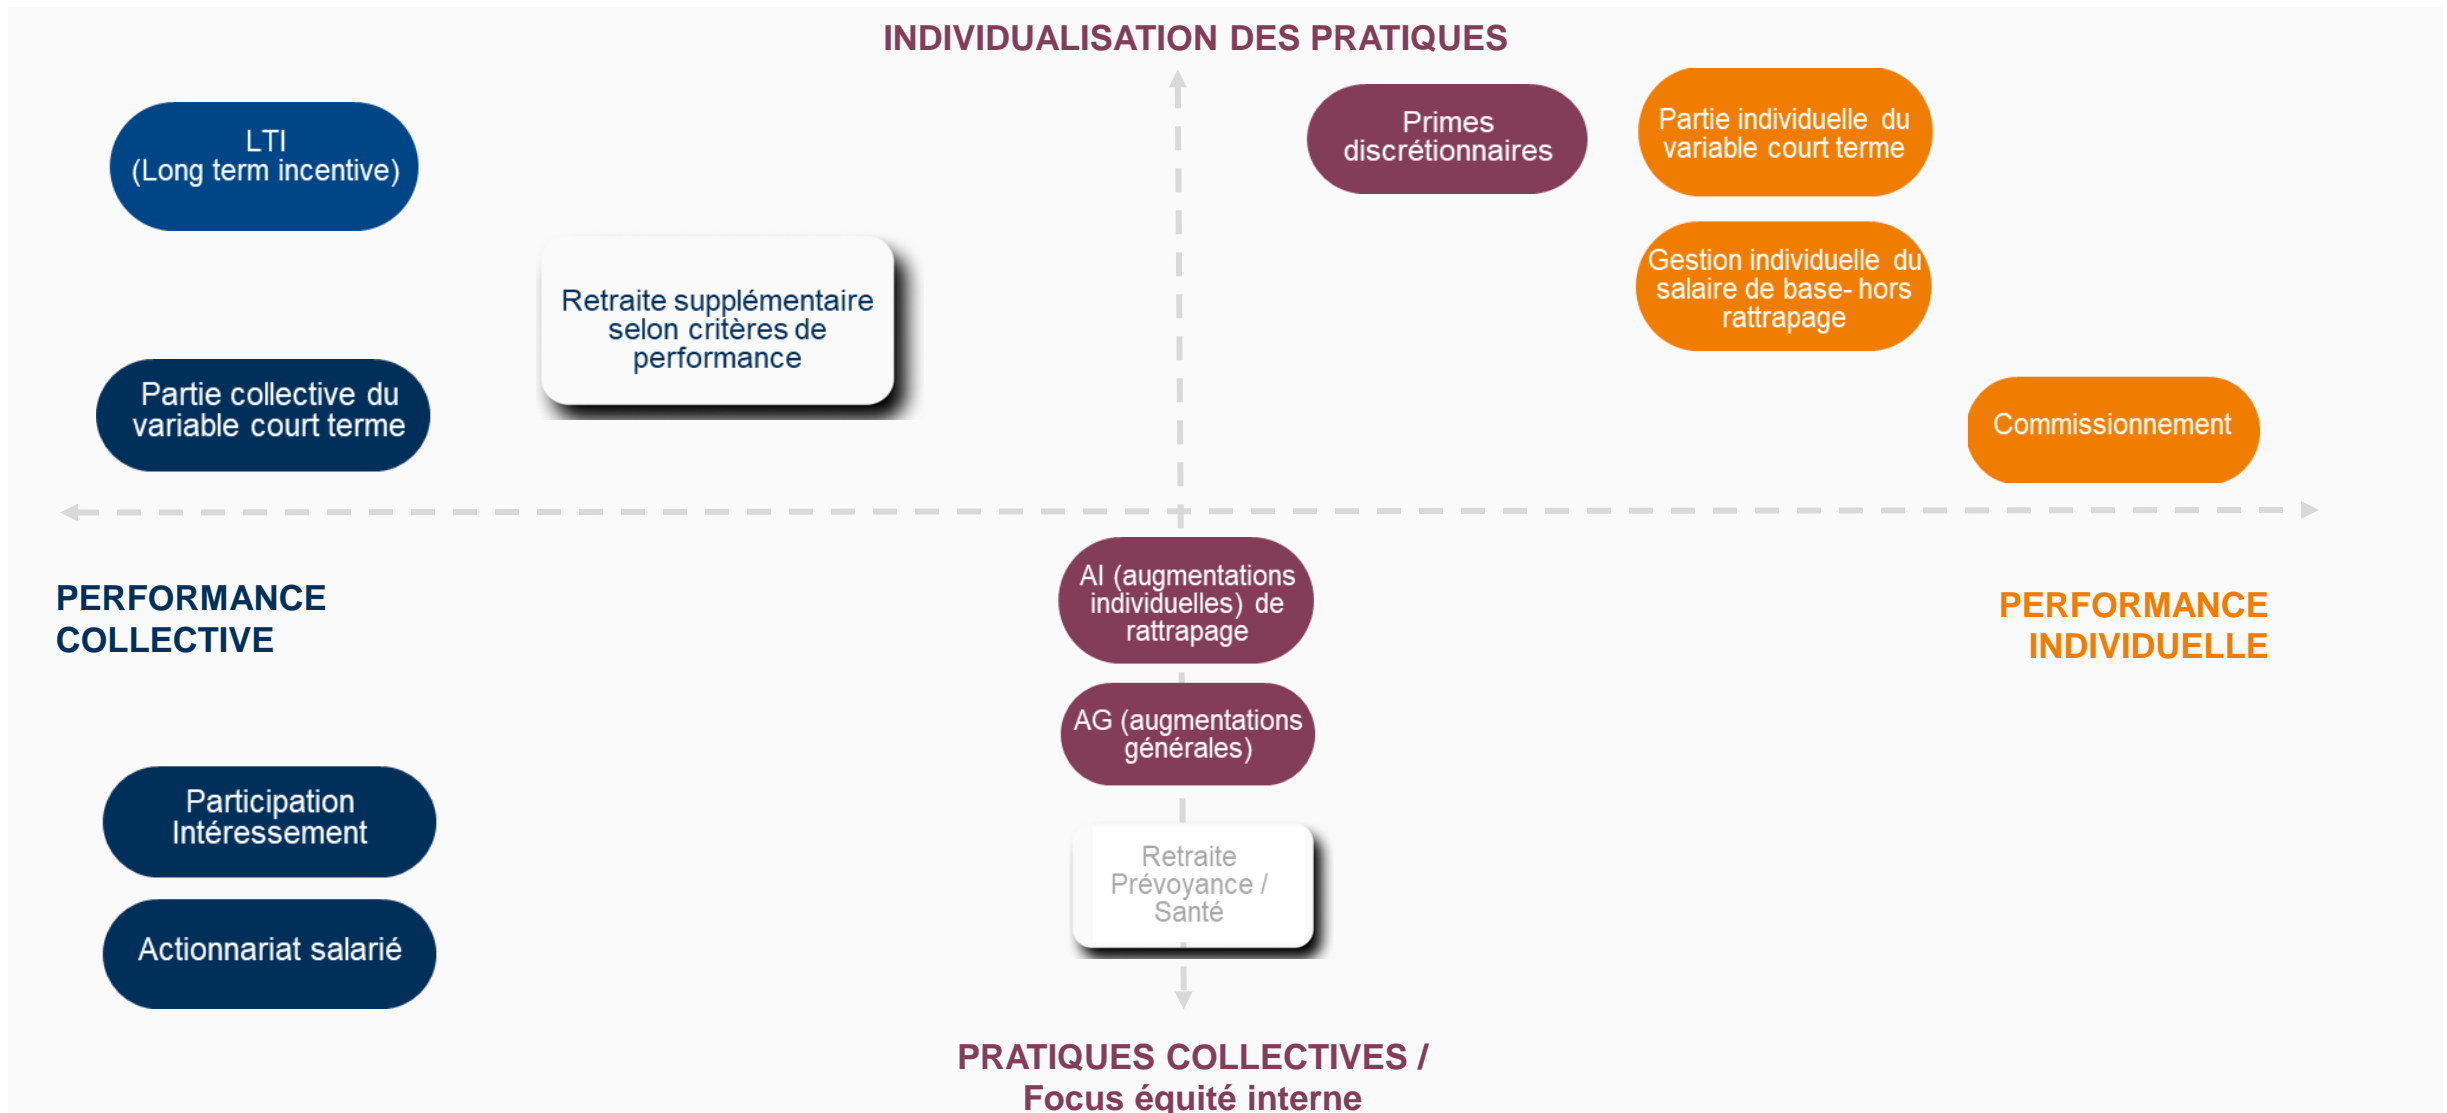 INDIVIDUALISATION DES PRATIQUES
LTI
(Long term incentive)
Primes
discrétionnaires
Partie individuelle du
variable court terme
Retraite supplémentaire
selon critères de
performance
Gestion individuelle du
salaire de base- hors
rattrapage
Partie collective du
variable court terme
Commissionnement
PERFORMANCE
COLLECTIVE
AI (augmentations
individuelles) de
rattrapage
PERFORMANCE
INDIVIDUELLE
AG (augmentations
générales)
Participation
Intéressement
Retraite
Prévoyance /
Santé
Actionnariat salarié
PRATIQUES COLLECTIVES /
Focus équité interne